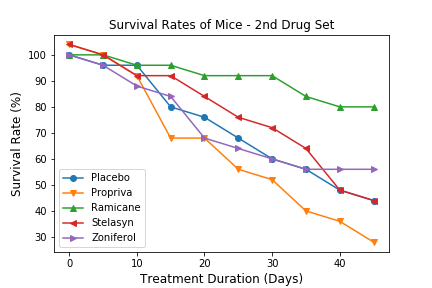 Survival Rates of Mice - 2nd Drug Set
Survival Rate (%)
100
90
80
70
60
50
40
30
Placebo
Propriva
Ramicane
Stelasyn
Zoniferol
0
10
20
30
40
Treatment Duration (Days)